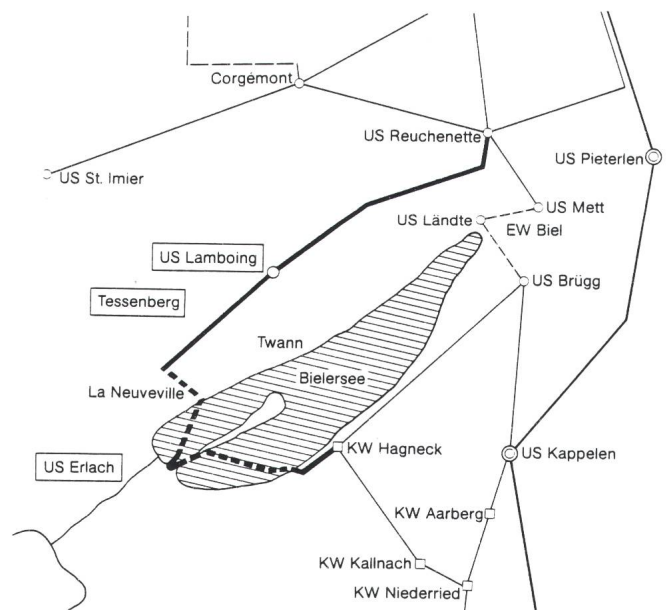 Corgémont
US Reuchenette
US Pieterlen
US St. Imier
US Mett
US Ländte
EW Biel
US Lamboing
US Brügg
Tessenberg
Twann
Bielersee
La Neuveville
KW Hagneck
US Kappelen
US Erlach
KW Aarberg
KW Kallnach
KW Niederried